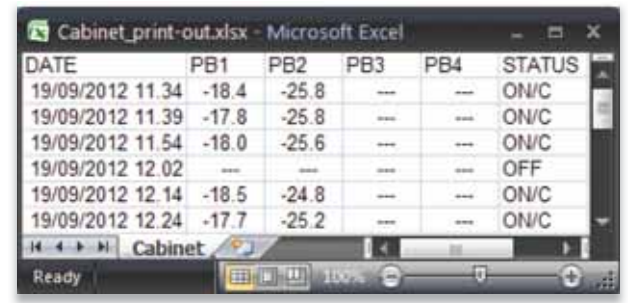 Cabinet_print-out.xlsx - Microsoft Excel
DATE PB1 PB2 PB3 PB4 STATUS
19/09/2012 11.34 -18.4 -25.8 --- --- ON/C
19/09/2012 11.39 -17.8 -25.8 --- --- ON/C
19/09/2012 11.54 -18.0 -25.6 --- --- ON/C
19/09/2012 12.02 --- --- --- --- OFF
19/09/2012 12.14 -18.5 -24.8 --- --- ON/C
19/09/2012 12.24 -17.7 -25.2 --- --- ON/C
Cabinet
Ready 100%